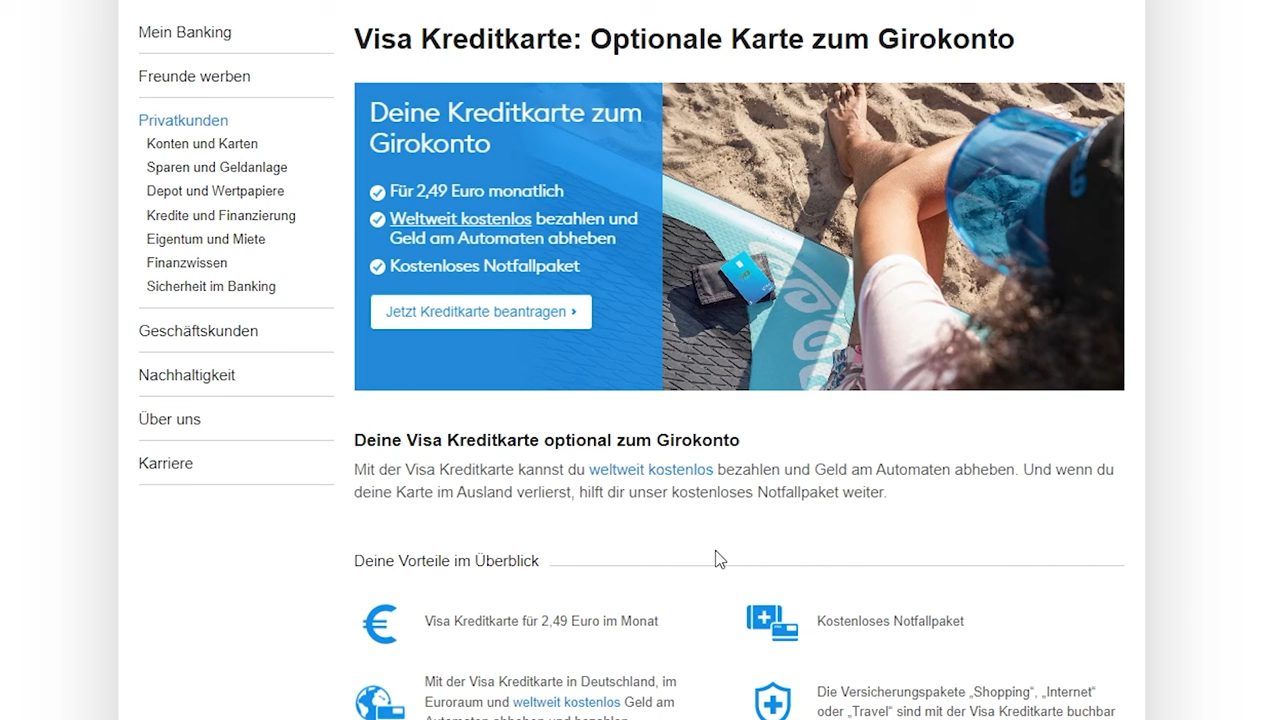 Mein Banking
Freunde werben
Privatkunden
Konten und Karten
Sparen und Geldanlage
Depot und Wertpapiere
Kredite und Finanzierung
Eigentum und Miete
Finanzwissen
Sicherheit im Banking
Geschäftskunden
Nachhaltigkeit
Über uns
Karriere
Visa Kreditkarte: Optionale Karte zum Girokonto
Deine Kreditkarte zum
Girokonto
Für 2,49 Euro monatlich
Weltweit kostenlos bezahlen und
Geld am Automaten abheben
Kostenloses Notfallpaket
Jetzt Kreditkarte beantragen ›
Deine Visa Kreditkarte optional zum Girokonto
Mit der Visa Kreditkarte kannst du weltweit kostenlos bezahlen und Geld am Automaten abheben. Und wenn du
deine Karte im Ausland verlierst, hilft dir unser kostenloses Notfallpaket weiter.
Deine Vorteile im Überblick
Visa Kreditkarte für 2,49 Euro im Monat
Kostenloses Notfallpaket
Mit der Visa Kreditkarte in Deutschland, im
Euroraum und weltweit kostenlos Geld am
Automaten abheben und bezahlen
Die Versicherungspakete „Shopping“, „Internet“
oder „Travel“ sind mit der Visa Kreditkarte buchbar